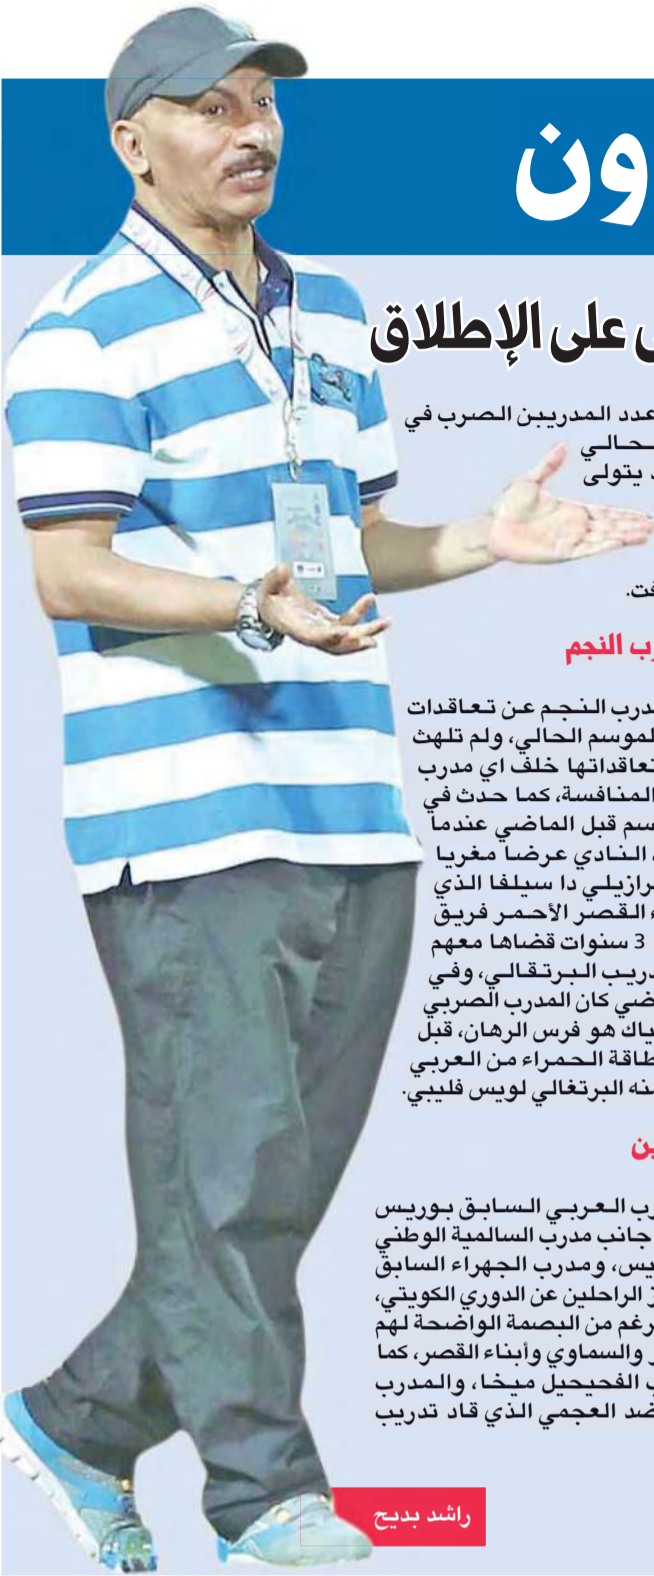 ون
على الإطلاق
عدد المدربين الصرب في
يتولى
رب النجم
درب النجم عن تعاقدات
لموسم الحالي، ولم تلهث
تعاقداتها خلف اي مدرب
المنافسة، كما حدث في
سم قبل الماضي عندما
النادي عرضا مغريا
رازيلي دا سيلفا الذي
القصر الأحمر فريق
3 سنوات قضاها معهم
دريب البرتقالي، وفي
ضي كان المدرب الصربي
ياك هو فرس الرهان، قبل
طاقة الحمراء من العربي
نه البرتغالي لويس فليبي.
ين
رب العربي السابق بوريس
جانب مدرب السالمية الوطني
يس، ومدرب الجهراء السابق
ز الراحلين عن الدوري الكويتي،
رغم من البصمة الواضحة لهم
ر والسماوي وأبناء القصر، كما
ب الفحيحيل ميخا، والمدرب
ضد العجمي الذي قاد تدريب
راشد بديح